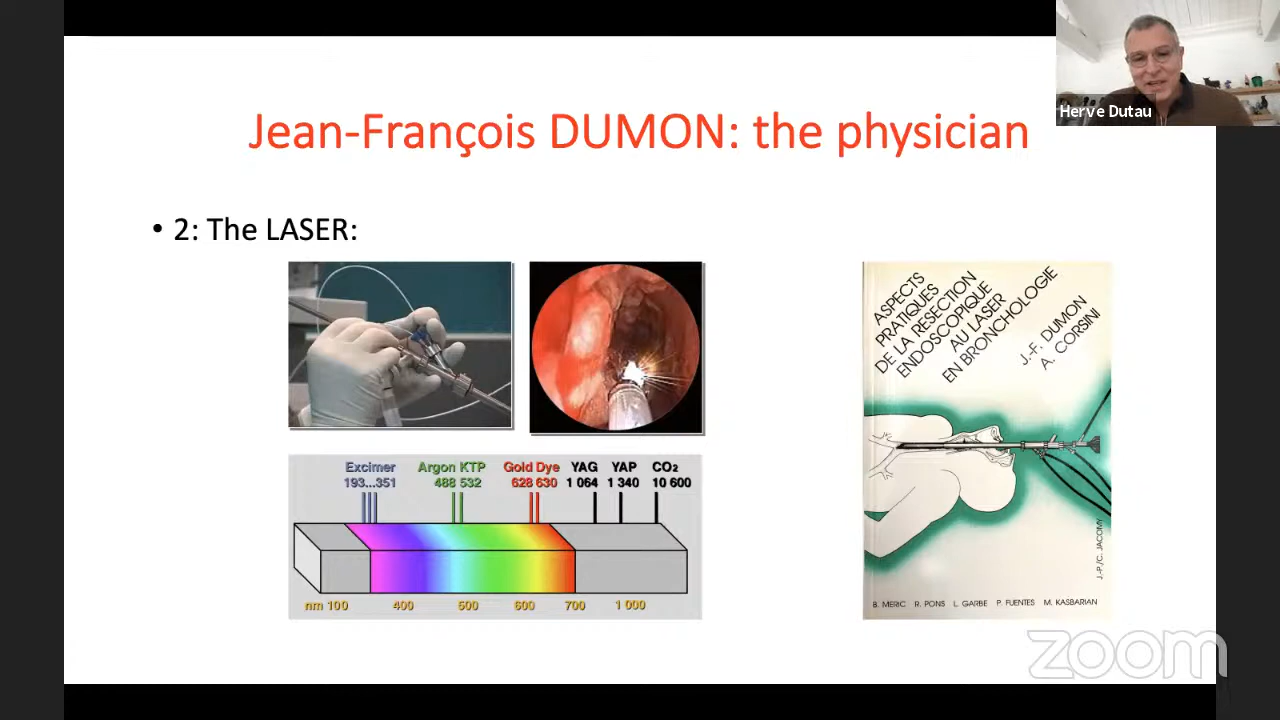 Jean-François DUMON: the physician
Herve Dutau
• 2: The LASER:
Excimer
193...351
Argon KTP
488 532
Gold Dye
628 630
YAG
1 064
YAP
1 340
CO₂
10 600
nm 100 400 500 600 700 1 000
ASPECTS
PRATIQUES
DE LA RESECTION
ENDOSCOPIQUE
AU LASER
EN BRONCHOLOGIE
J.-F. DUMON
A. CORSINI
J.-P./C. JACOMY
B. MERIC R. PONS L. GARBE P. FUENTES M. KASBARIAN
zoom